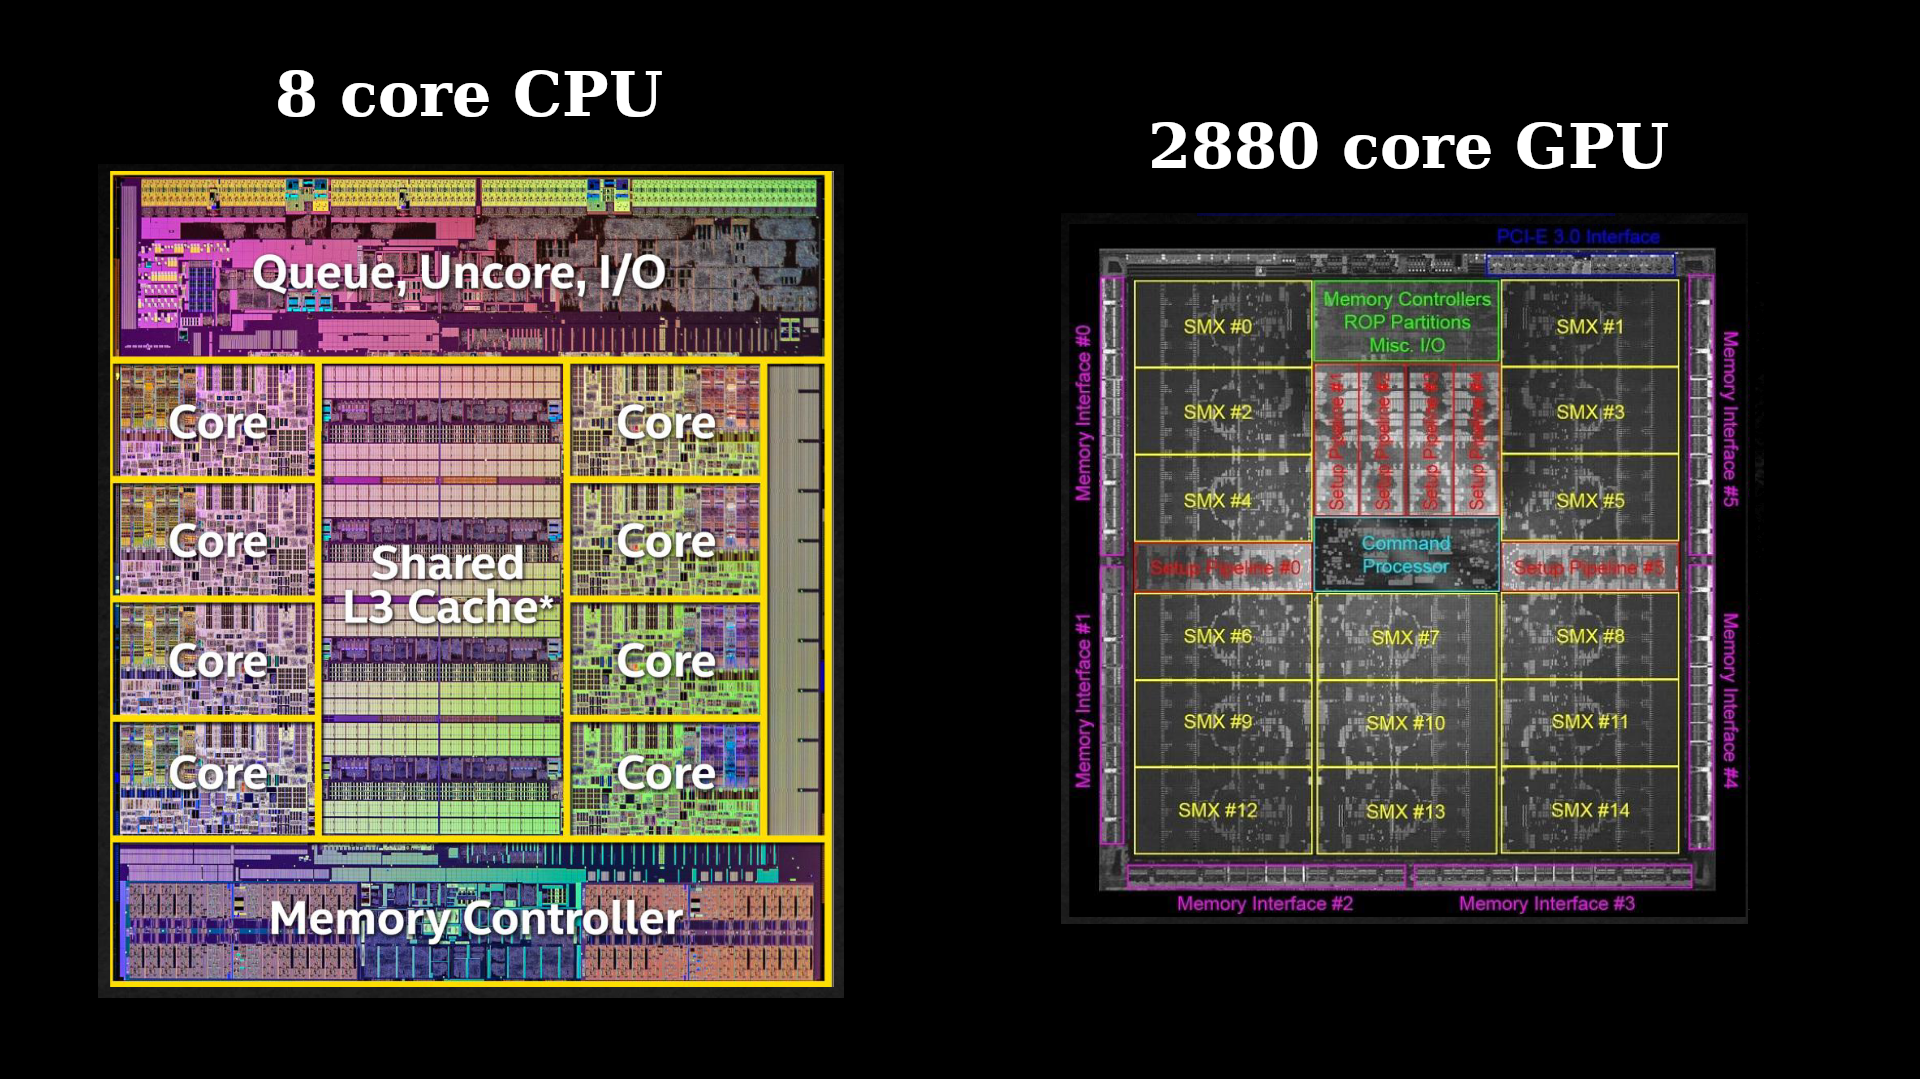 8 core CPU
Queue, Uncore, I/O
Core
Core
Core
Core
Shared
L3 Cache*
Core
Core
Core
Core
Memory Controller
2880 core GPU
PCI-E 3.0 Interface
Memory Interface #0
Memory Interface #1
SMX #0
Memory Controllers
ROP Partitions
Misc. I/O
SMX #1
SMX #2
SMX #3
SMX #4
SMX #5
Setup Pipeline #1
Setup Pipeline #2
Setup Pipeline #3
Setup Pipeline #4
Command
Processor
Setup Pipeline #0
Setup Pipeline #5
SMX #6
SMX #7
SMX #8
SMX #9
SMX #10
SMX #11
SMX #12
SMX #13
SMX #14
Memory Interface #5
Memory Interface #4
Memory Interface #2
Memory Interface #3